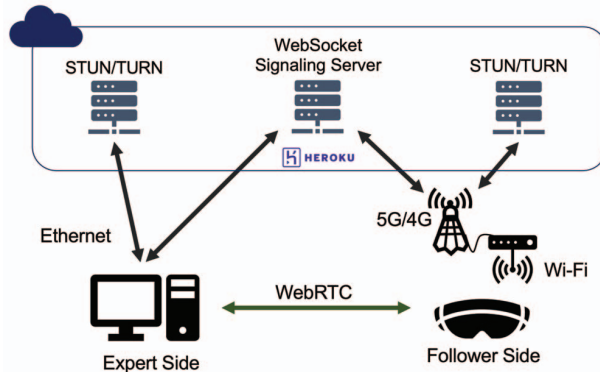 WebSocket
Signaling Server
STUN/TURN
STUN/TURN
HEROKU
5G/4G
Ethernet
Wi-Fi
WebRTC
Expert Side
Follower Side